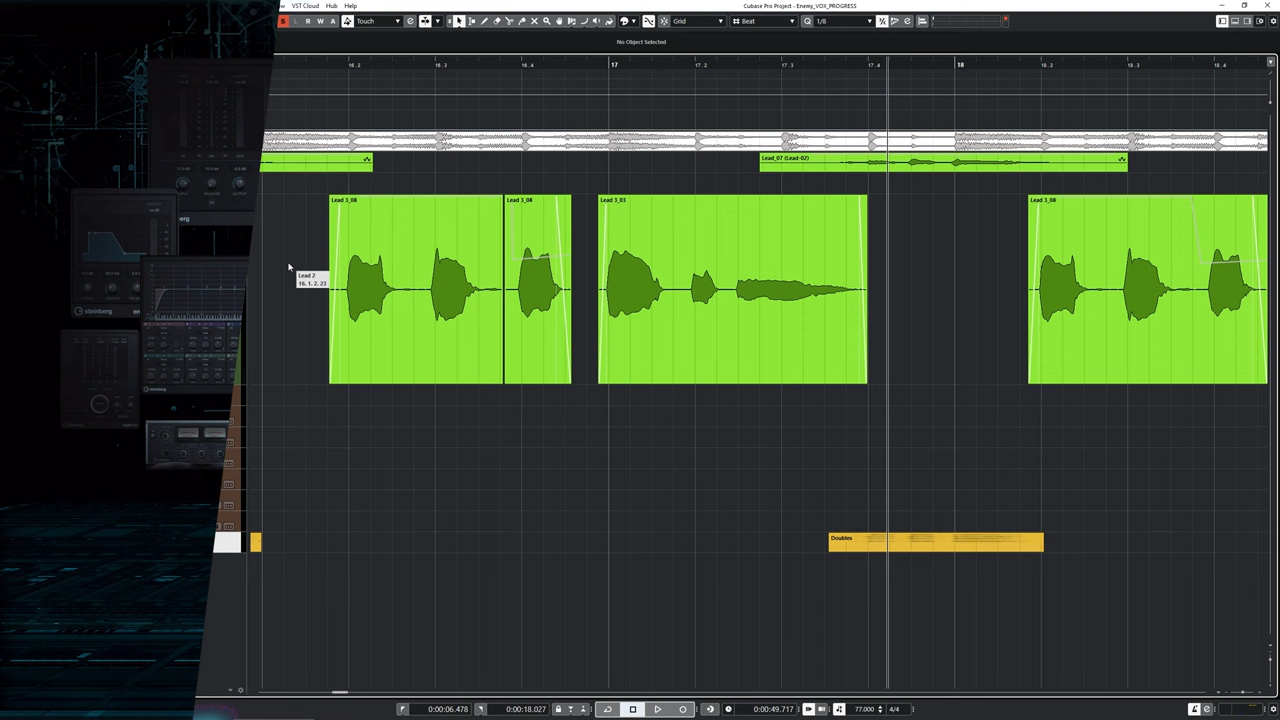 VST Cloud Hub Help
Cubase Pro Project - Enemy_VOX_PROGRESS
S L R W A
Touch
Grid
Beat
Q 1/8
No Object Selected
16.2 16.3 16.4 17 17.2 17.3 17.4 18 18.2 18.3 18.4
Lead_07 (Lead-02)
Lead 3_08
Lead 3_08
Lead 3_03
Lead 3_08
Lead 2
16. 1. 2. 23
steinberg
steinberg
Doubles
0:00:06.478
0:00:18.027
0:00:49.717
77.000
4/4